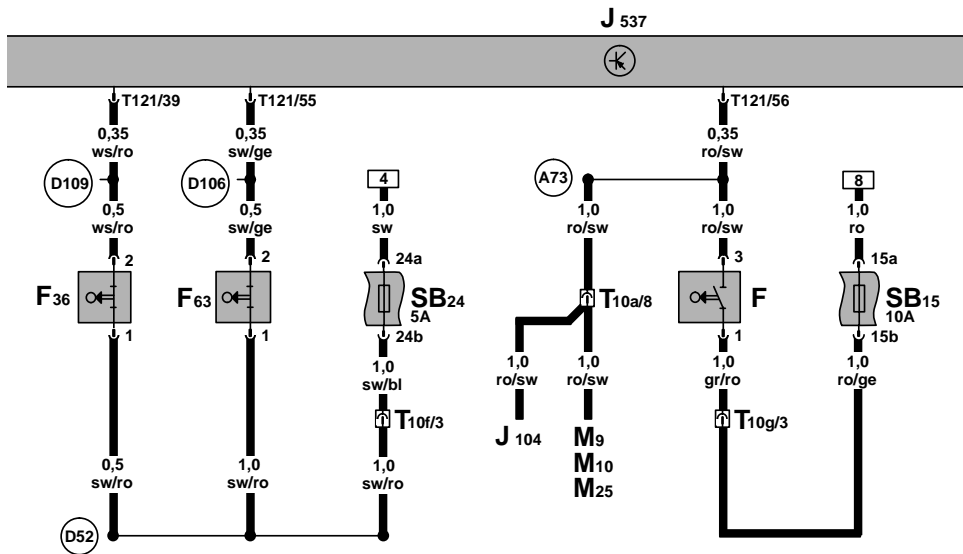 J 537
T121/39
T121/55
T121/56
0,35
ws/ro
0,35
sw/ge
0,35
ro/sw
D109
D106
4
A73
8
0,5
ws/ro
0,5
sw/ge
1,0
sw
1,0
ro/sw
1,0
ro/sw
1,0
ro
2
2
24a
3
15a
F36
F63
SB24
5A
T10a/8
F
SB15
10A
1
1
24b
1
15b
1,0
sw/bl
1,0
ro/sw
1,0
ro/sw
1,0
gr/ro
1,0
ro/ge
T10f/3
T10g/3
J 104
M9
M10
M25
0,5
sw/ro
1,0
sw/ro
1,0
sw/ro
D52